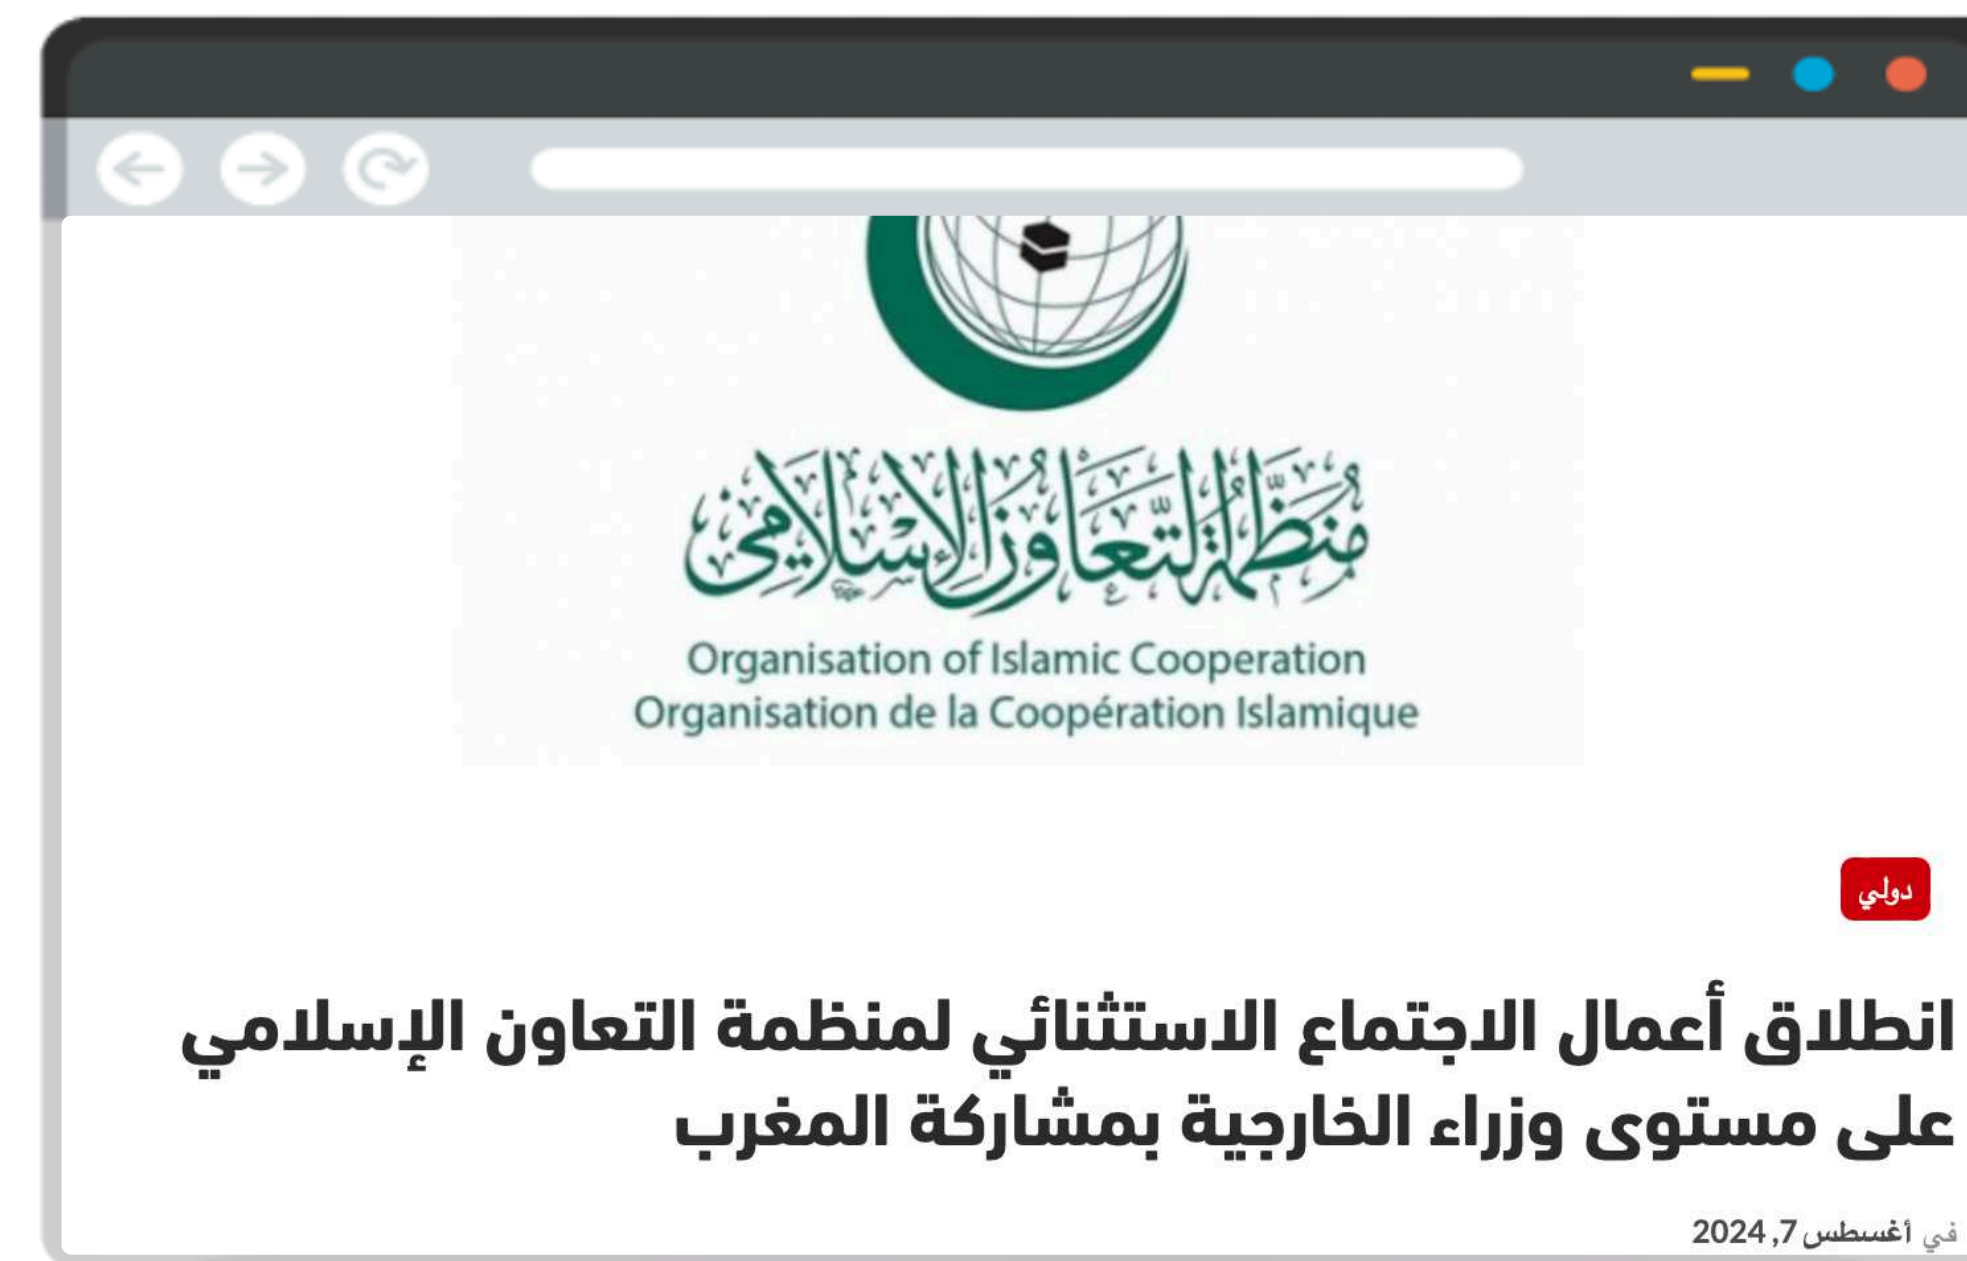 منظمة التعاون الإسلامي
Organisation of Islamic Cooperation
Organisation de la Coopération Islamique
دولي
انطلاق أعمال الاجتماع الاستثنائي لمنظمة التعاون الإسلامي
على مستوى وزراء الخارجية بمشاركة المغرب
في أغسطس 7, 2024